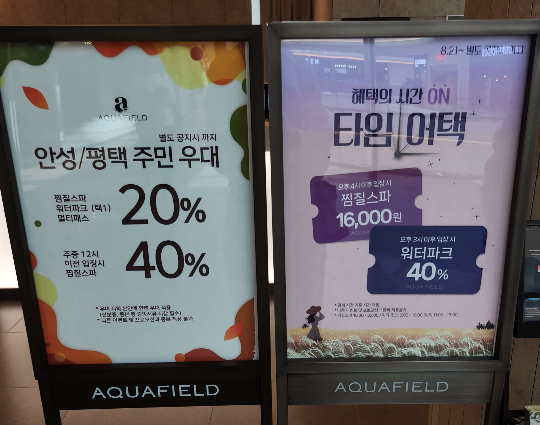 a
AQUAFIELD
별도 공지시 까지
안성/평택 주민 우대
찜질스파
워터파크 (택1)
멀티패스
20%
주중 12시
이전 입장시
찜질스파
40%
AQUAFIELD
8.21~ 별도
혜택의 시간 ON
타임 어택
오후 4시 이후 입장 시
찜질스파
16,000원
오후 3시 이후 입장 시
워터파크
40%
AQUAFIELD
AQUAFIELD